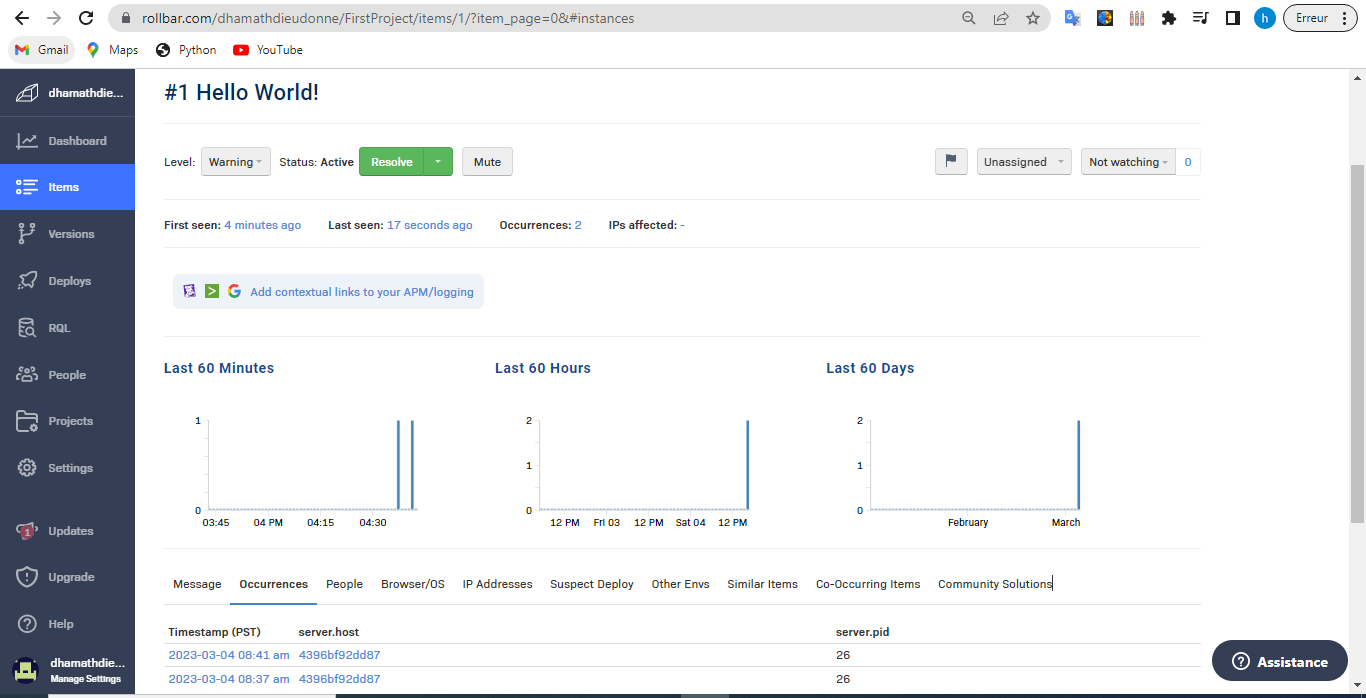 rollbar.com/dhamathdieudonne/FirstProject/items/1/?item_page=0&#instances
h
Erreur
Gmail
Maps
Python
YouTube
dhamathdie...
Dashboard
Items
Versions
Deploys
RQL
People
Projects
Settings
1
Updates
Upgrade
Help
dhamathdie...
Manage Settings
#1 Hello World!
Level: Warning Status: Active Resolve Mute Unassigned Not watching 0
First seen: 4 minutes ago Last seen: 17 seconds ago Occurrences: 2 IPs affected: -
Add contextual links to your APM/logging
Last 60 Minutes
1
0
03:45 04 PM 04:15 04:30
Last 60 Hours
2
1
0
12 PM Fri 03 12 PM Sat 04 12 PM
Last 60 Days
2
1
0
February March
Message Occurrences People Browser/OS IP Addresses Suspect Deploy Other Envs Similar Items Co-Occurring Items Community Solutions
Timestamp (PST) server.host server.pid
2023-03-04 08:41 am 4396bf92dd87 26
2023-03-04 08:37 am 4396bf92dd87 26
Assistance